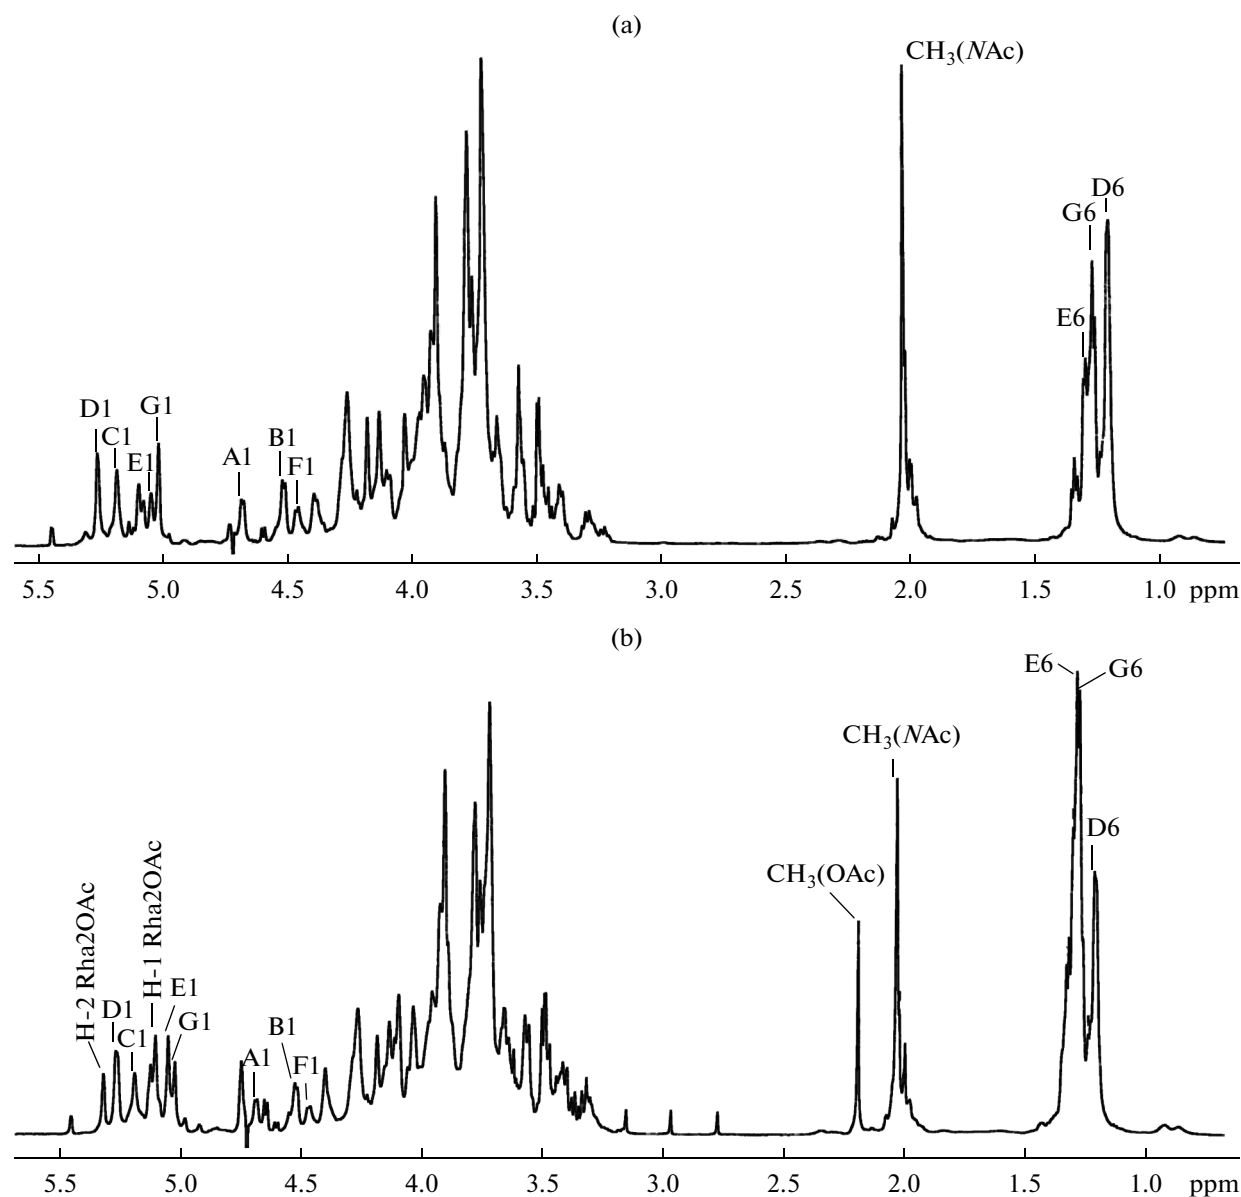 (a)
CH₃(NAc)
D6
G6
E6
D1
G1
C1
E1
A1
B1
F1
5.5 5.0 4.5 4.0 3.5 3.0 2.5 2.0 1.5 1.0 ppm
(b)
E6
G6
CH₃(NAc)
D6
CH₃(OAc)
H-2 Rha2OAc
H-1 Rha2OAc
D1
E1
C1
G1
B1
A1
F1
5.5 5.0 4.5 4.0 3.5 3.0 2.5 2.0 1.5 1.0 ppm